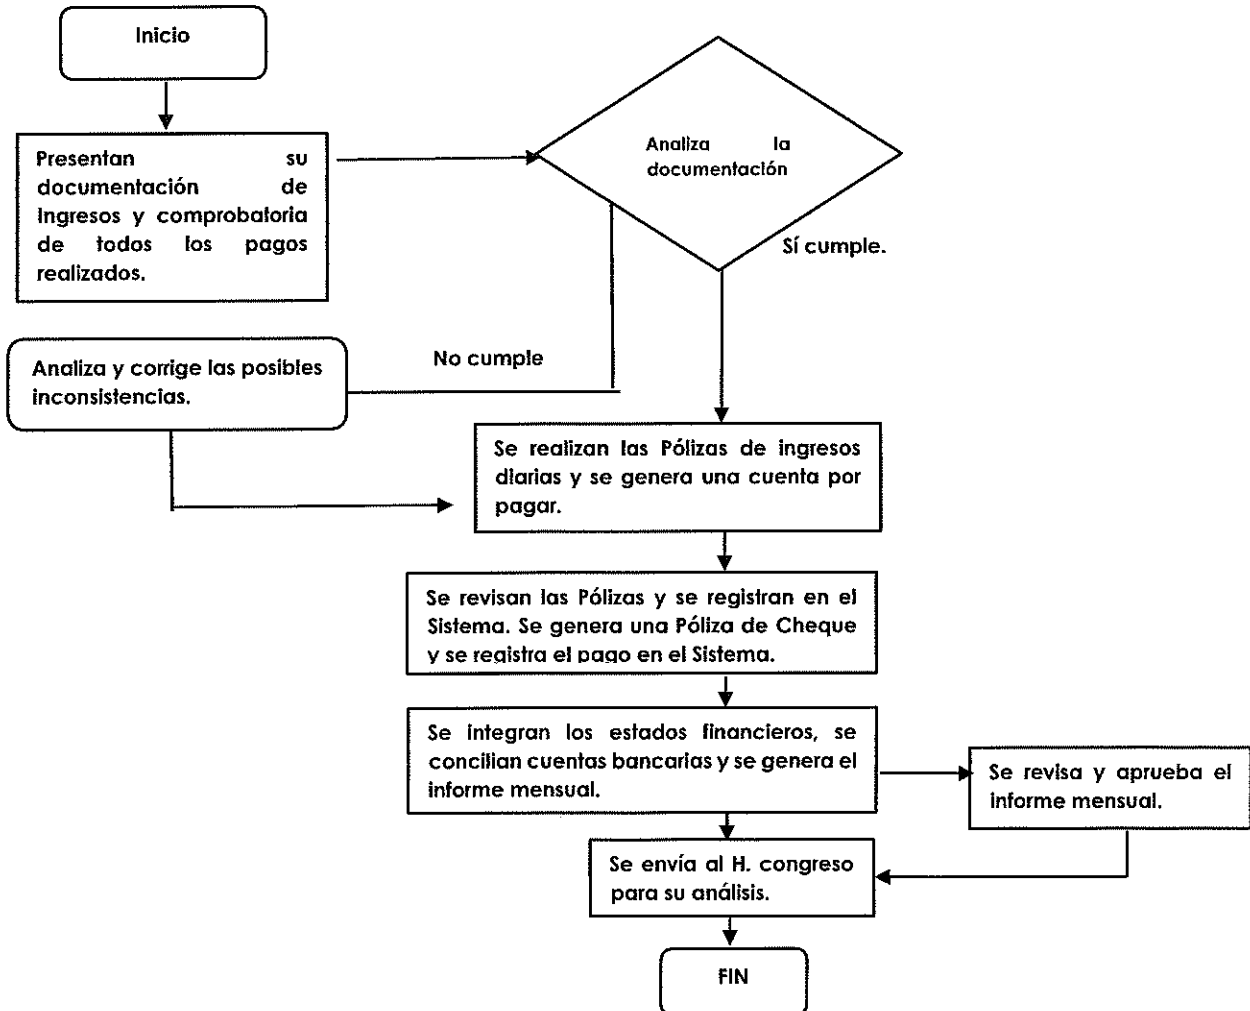 Inicio
Presentan su
documentación de
Ingresos y comprobatoria
de todos los pagos
realizados.
Analiza la
documentación
Sí cumple.
No cumple
Analiza y corrige las posibles
inconsistencias.
Se realizan las Pólizas de ingresos
diarias y se genera una cuenta por
pagar.
Se revisan las Pólizas y se registran en el
Sistema. Se genera una Póliza de Cheque
y se registra el pago en el Sistema.
Se integran los estados financieros, se
concilian cuentas bancarias y se genera el
informe mensual.
Se revisa y aprueba el
informe mensual.
Se envía al H. congreso
para su análisis.
FIN